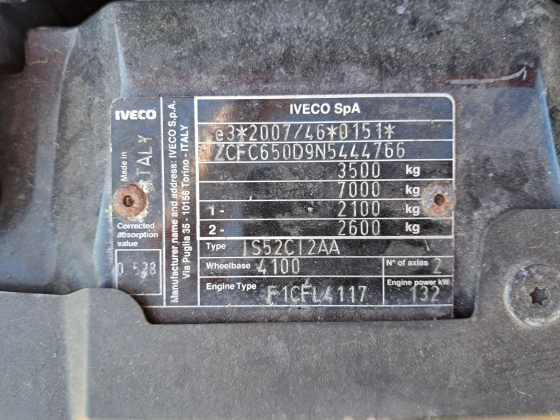 IVECO
Made in
ITALY
Corrected absorption value
0.528
Manufacturer name and address: IVECO S.p.A.
Via Puglia 35 - 10156 Torino - ITALY
IVECO SpA
e3*2007/46*0151*
ZCFC650D9N5444766
3500 kg
7000 kg
1- 2100 kg
2- 2600 kg
Type IS52CI2AA
Wheelbase 4100 N° of axles 2
Engine Type F1CFL4117 Engine power kW 132